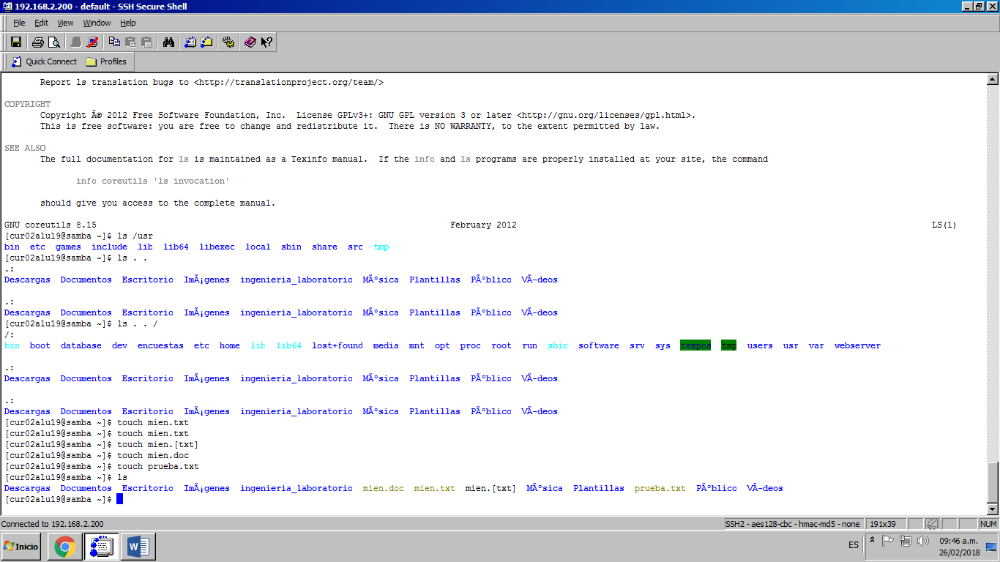 192.168.2.200 - default - SSH Secure Shell
File Edit View Window Help
Quick Connect Profiles
Report ls translation bugs to <http://translationproject.org/team/>
COPYRIGHT
Copyright Â© 2012 Free Software Foundation, Inc.  License GPLv3+: GNU GPL version 3 or later <http://gnu.org/licenses/gpl.html>.
This is free software: you are free to change and redistribute it.  There is NO WARRANTY, to the extent permitted by law.
SEE ALSO
The full documentation for ls is maintained as a Texinfo manual.  If the info and ls programs are properly installed at your site, the command
info coreutils 'ls invocation'
should give you access to the complete manual.
GNU coreutils 8.15 February 2012 LS(1)
[cur02alu19@samba ~]$ ls /usr
bin  etc  games  include  lib  lib64  libexec  local  sbin  share  src  tmp
[cur02alu19@samba ~]$ ls . .
.:
Descargas  Documentos  Escritorio  ImÃ¡genes  ingenieria_laboratorio  MÃºsica  Plantillas  PÃºblico  VÃ-deos
.:
Descargas  Documentos  Escritorio  ImÃ¡genes  ingenieria_laboratorio  MÃºsica  Plantillas  PÃºblico  VÃ-deos
[cur02alu19@samba ~]$ ls . . /
/:
bin  boot  database  dev  encuestas  etc  home  lib  lib64  lost+found  media  mnt  opt  proc  root  run  sbin  software  srv  sys  tempos  tmp  users  usr  var  webserver
.:
Descargas  Documentos  Escritorio  ImÃ¡genes  ingenieria_laboratorio  MÃºsica  Plantillas  PÃºblico  VÃ-deos
.:
Descargas  Documentos  Escritorio  ImÃ¡genes  ingenieria_laboratorio  MÃºsica  Plantillas  PÃºblico  VÃ-deos
[cur02alu19@samba ~]$ touch mien.txt
[cur02alu19@samba ~]$ touch mien.txt
[cur02alu19@samba ~]$ touch mien.[txt]
[cur02alu19@samba ~]$ touch mien.doc
[cur02alu19@samba ~]$ touch prueba.txt
[cur02alu19@samba ~]$ ls
Descargas  Documentos  Escritorio  ImÃ¡genes  ingenieria_laboratorio  mien.doc  mien.txt  mien.[txt]  MÃºsica  Plantillas  prueba.txt  PÃºblico  VÃ-deos
[cur02alu19@samba ~]$
Connected to 192.168.2.200 SSH2 - aes128-cbc - hmac-md5 - none 191x39 NUM
Inicio ES 09:46 a.m.
26/02/2018